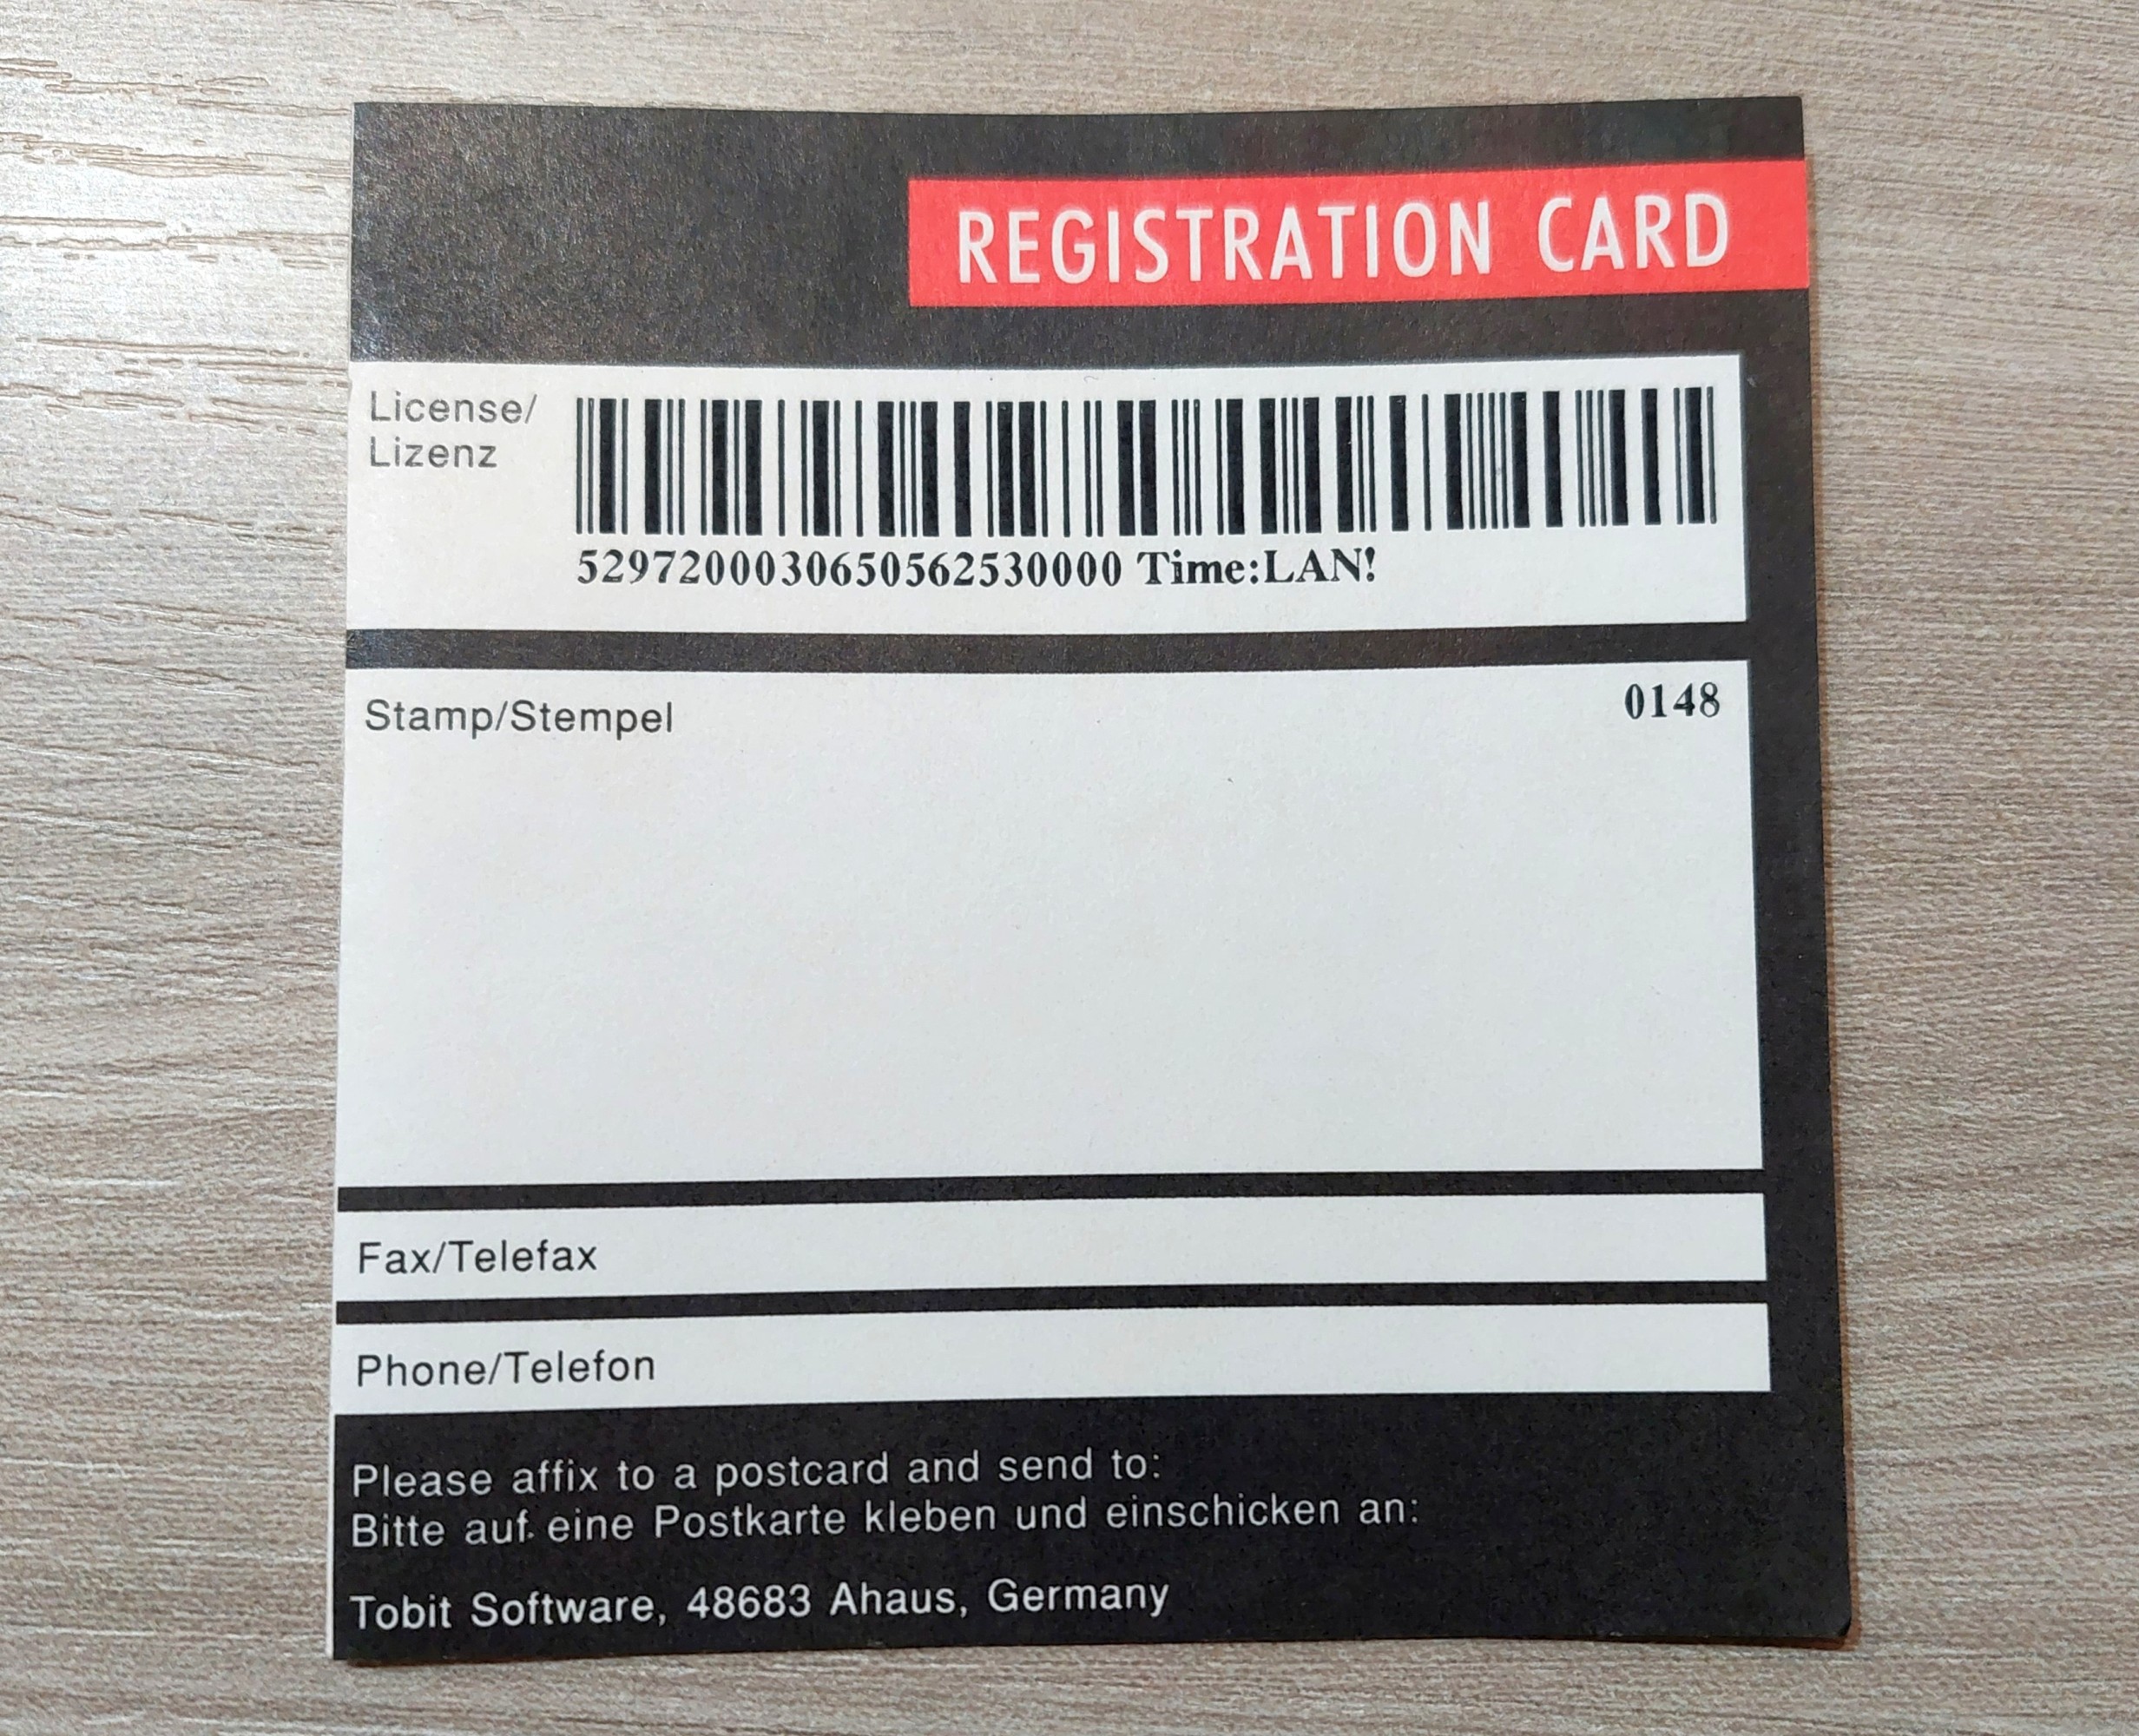 REGISTRATION CARD
License/
Lizenz
5297200030650562530000 Time:LAN!
Stamp/Stempel
0148
Fax/Telefax
Phone/Telefon
Please affix to a postcard and send to:
Bitte auf eine Postkarte kleben und einschicken an:
Tobit Software, 48683 Ahaus, Germany